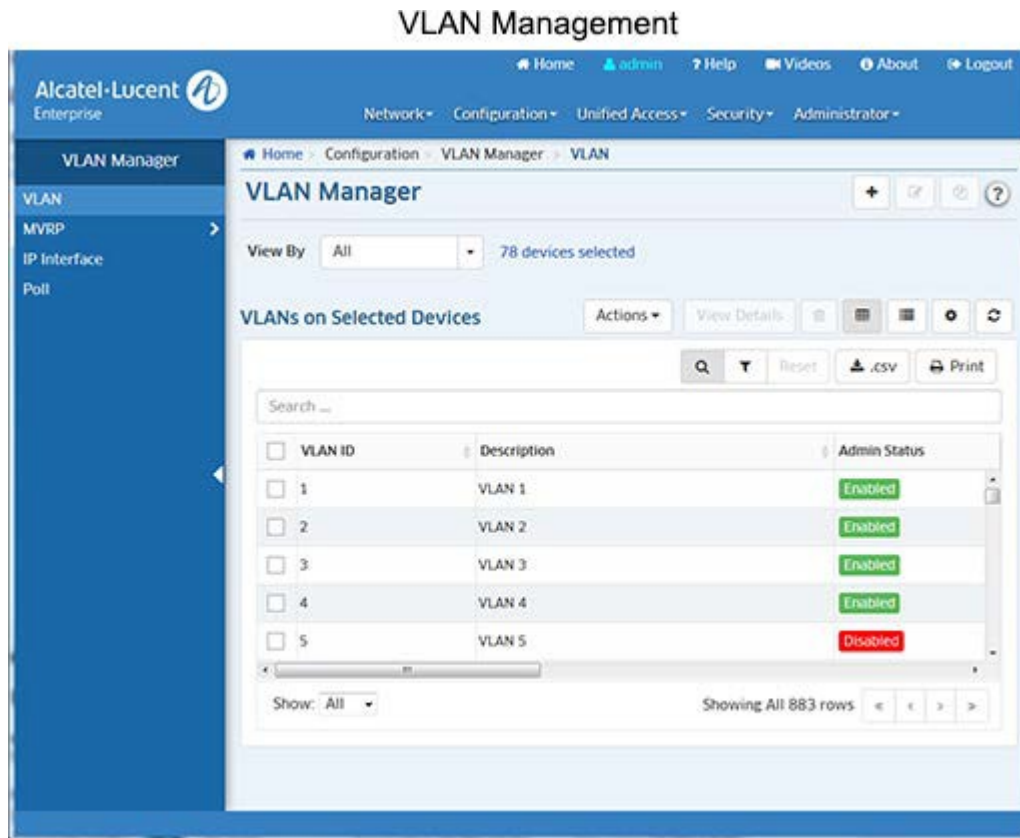 VLAN Management
Home admin ? Help Videos About Logout
Alcatel·Lucent
Enterprise
Network Configuration Unified Access Security Administrator
VLAN Manager
Home > Configuration > VLAN Manager > VLAN
VLAN
MVRP
IP Interface
Poll
VLAN Manager
+ ?
View By All 78 devices selected
VLANs on Selected Devices Actions View Details
Reset .csv Print
Search ...
VLAN ID Description Admin Status
1 VLAN 1 Enabled
2 VLAN 2 Enabled
3 VLAN 3 Enabled
4 VLAN 4 Enabled
5 VLAN 5 Disabled
Show: All Showing All 883 rows « ‹ › »